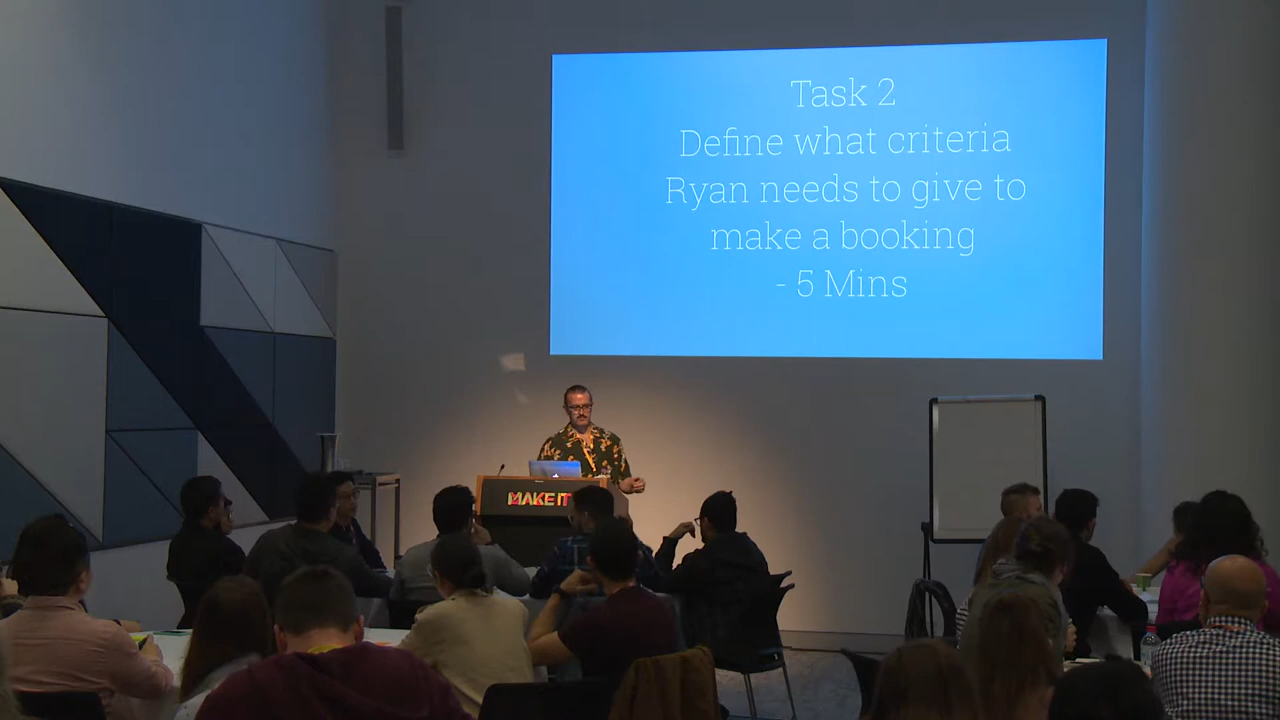 Task 2
Define what criteria
Ryan needs to give to
make a booking
- 5 Mins
MAKE IT